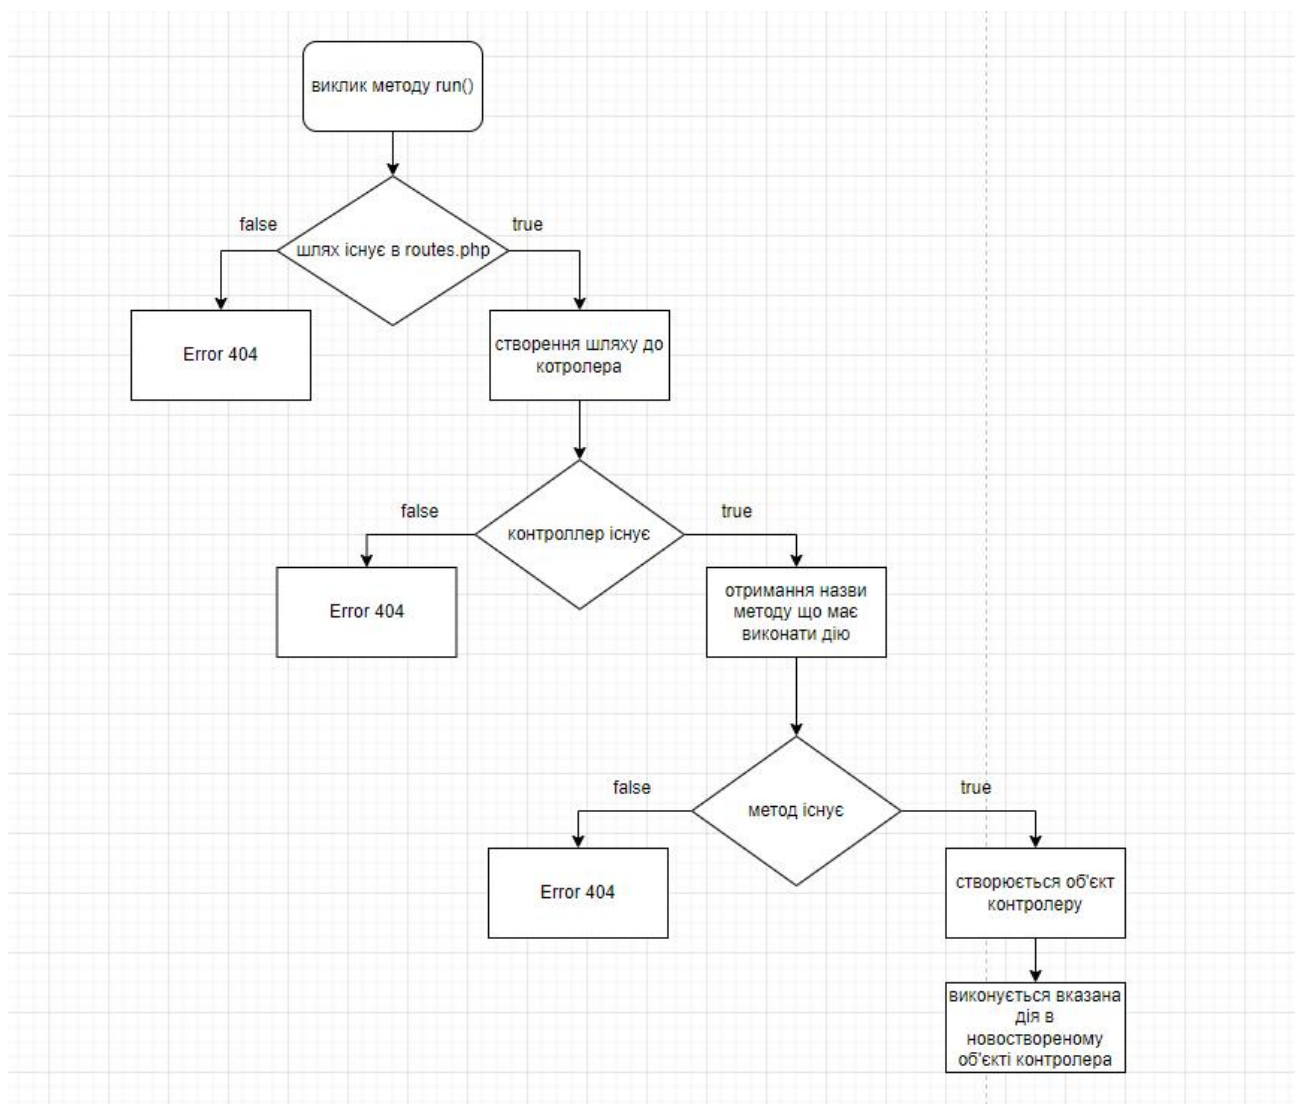 виклик методу run()
false
true
шлях існує в routes.php
Error 404
створення шляху до
котролера
false
true
контроллер існує
Error 404
отримання назви
методу що має
виконати дію
false
true
метод існує
Error 404
створюється об'єкт
контролеру
виконується вказана
дія в
новоствореному
об'єкті контролера